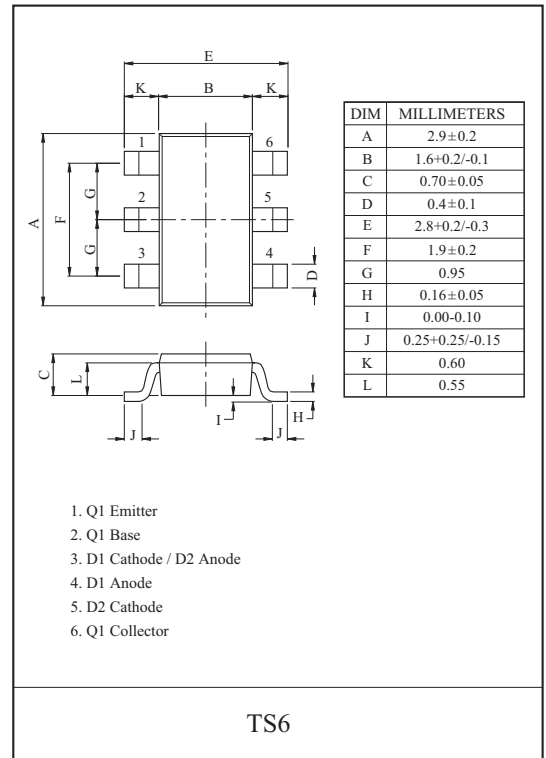 E
K B K
1 6
2 5
3 4
A
F
G
G
D
C
L
J
I
H
J
DIM MILLIMETERS
A 2.9±0.2
B 1.6+0.2/-0.1
C 0.70±0.05
D 0.4±0.1
E 2.8+0.2/-0.3
F 1.9±0.2
G 0.95
H 0.16±0.05
I 0.00-0.10
J 0.25+0.25/-0.15
K 0.60
L 0.55
1. Q1 Emitter
2. Q1 Base
3. D1 Cathode / D2 Anode
4. D1 Anode
5. D2 Cathode
6. Q1 Collector
TS6